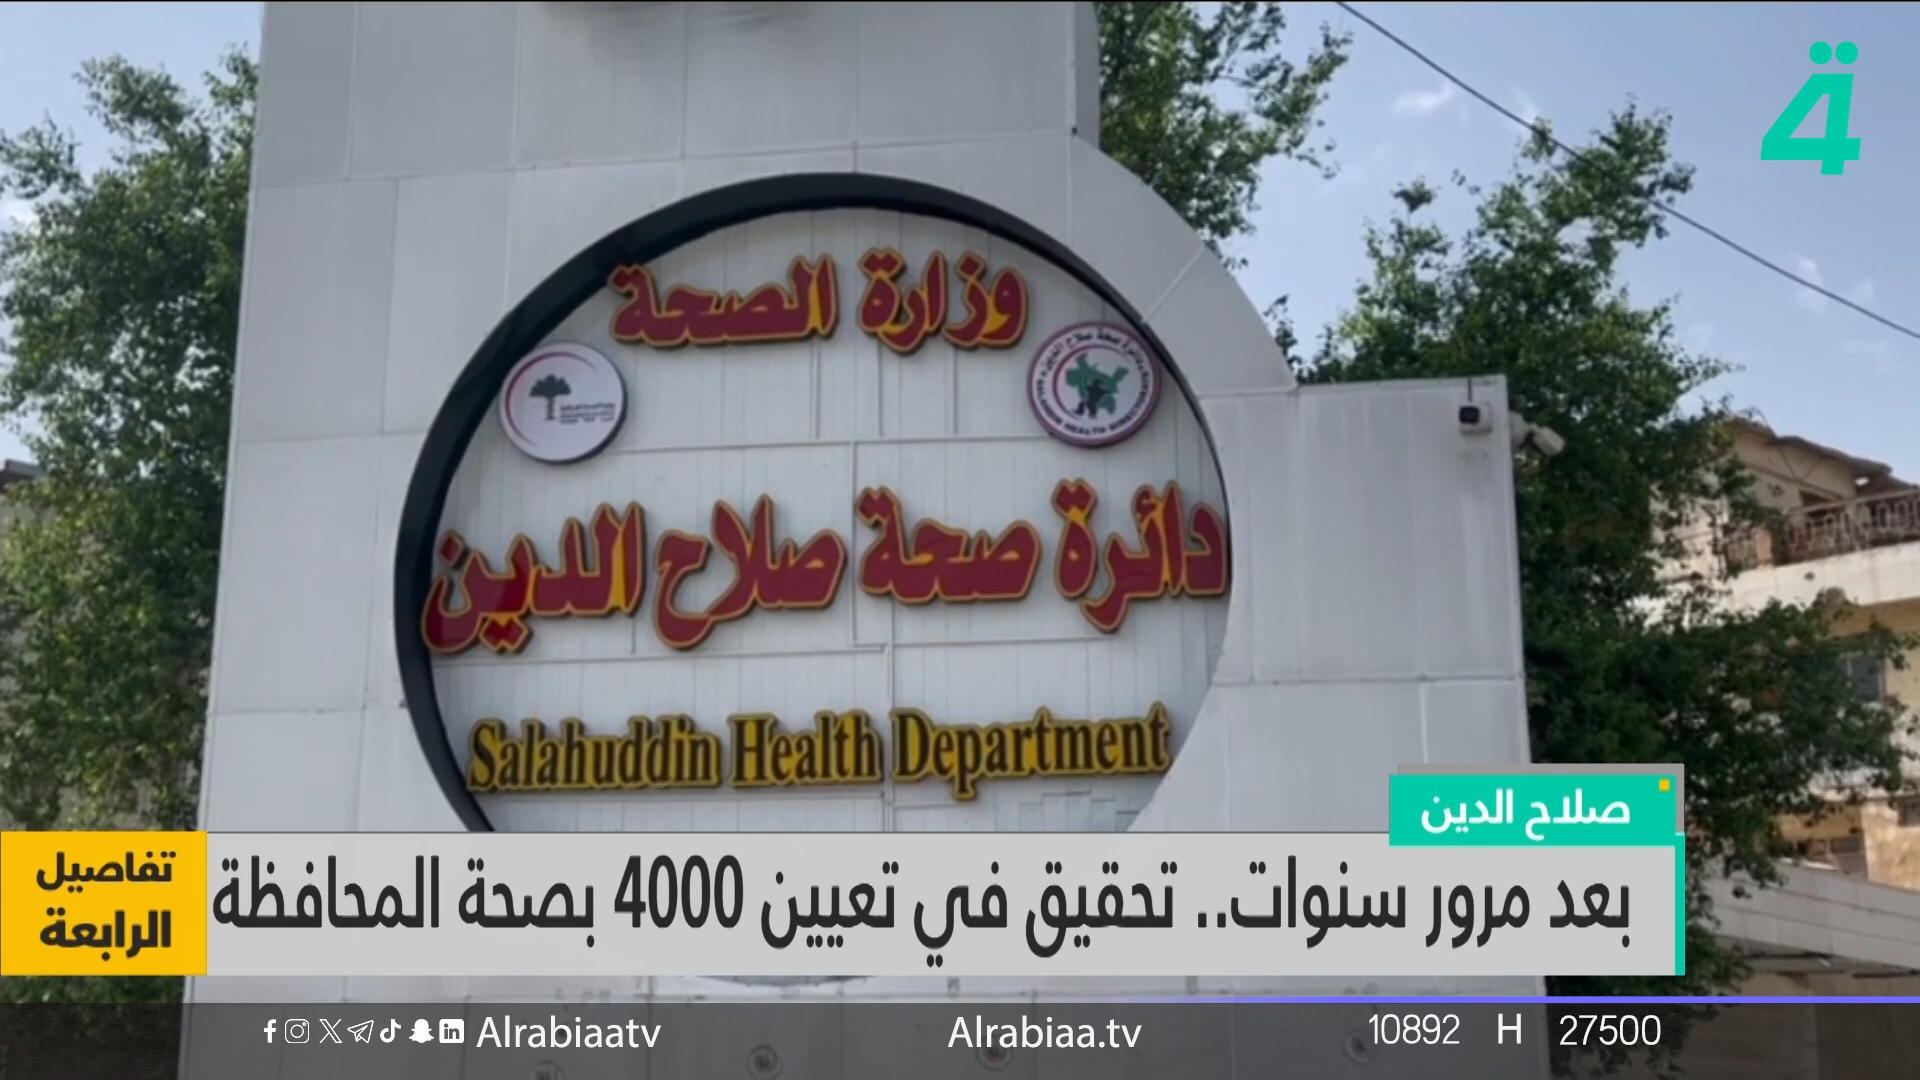 4
وزارة الصحة
دائرة صحة صلاح الدين
Salahuddin Health Department
صلاح الدين
بعد مرور سنوات.. تحقيق في تعيين 4000 بصحة المحافظة
تفاصيل
الرابعة
Alrabiaatv
Alrabiaa.tv
10892 H 27500